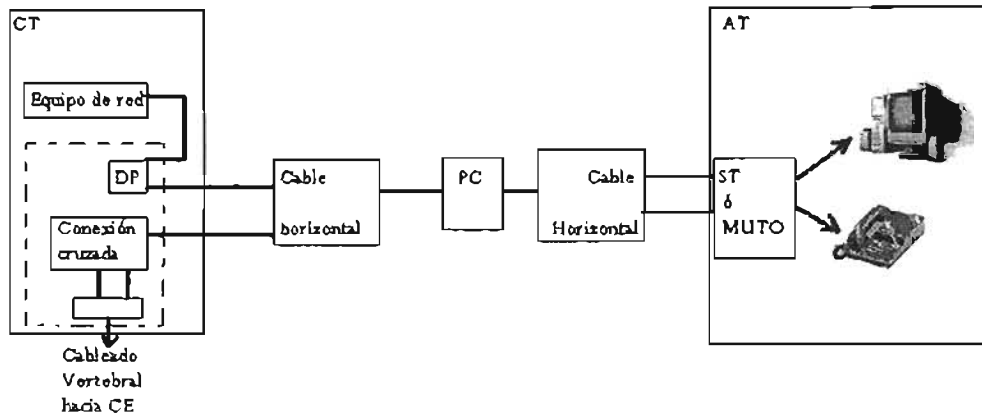 CT
Equipo de red
DP
Conexión
cruzada
Cableado
Vertebral
hacia CE
Cable
horizontal
PC
Cable
Horizontal
AT
ST
ó
MUTO